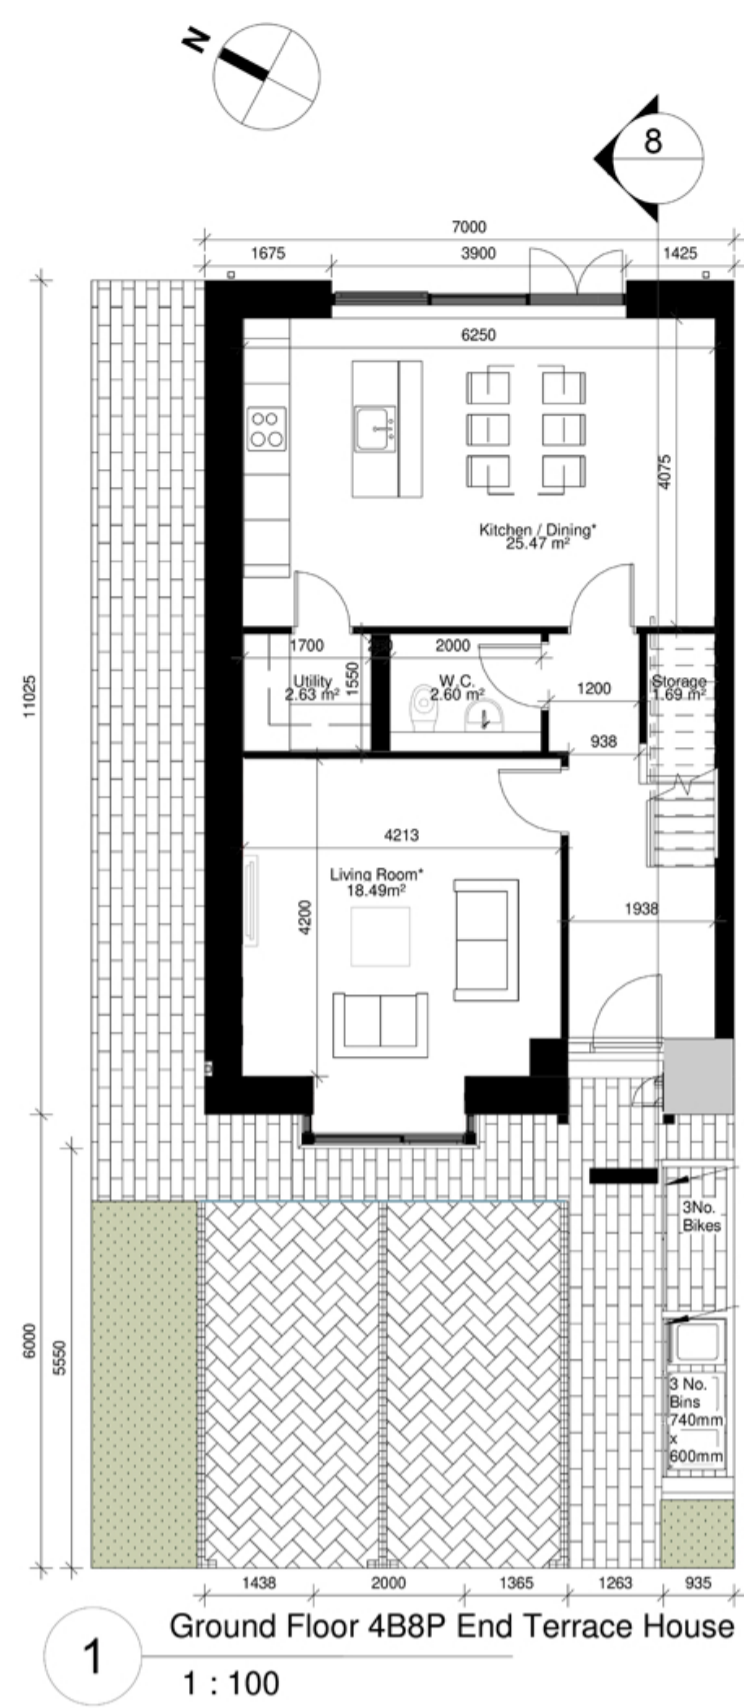 N
8
7000
1675
3900
1425
6250
4075
Kitchen / Dining*
25.47 m²
1700
2000
1550
Utility
2.63 m²
W.C.
2.60 m²
Storage
1.69 m²
1200
938
11025
4213
Living Room*
18.49m²
4200
1938
3No.
Bikes
6000
5550
3 No.
Bins
740mm
x
600mm
1438
2000
1365
1263
935
1
Ground Floor 4B8P End Terrace House
1 : 100